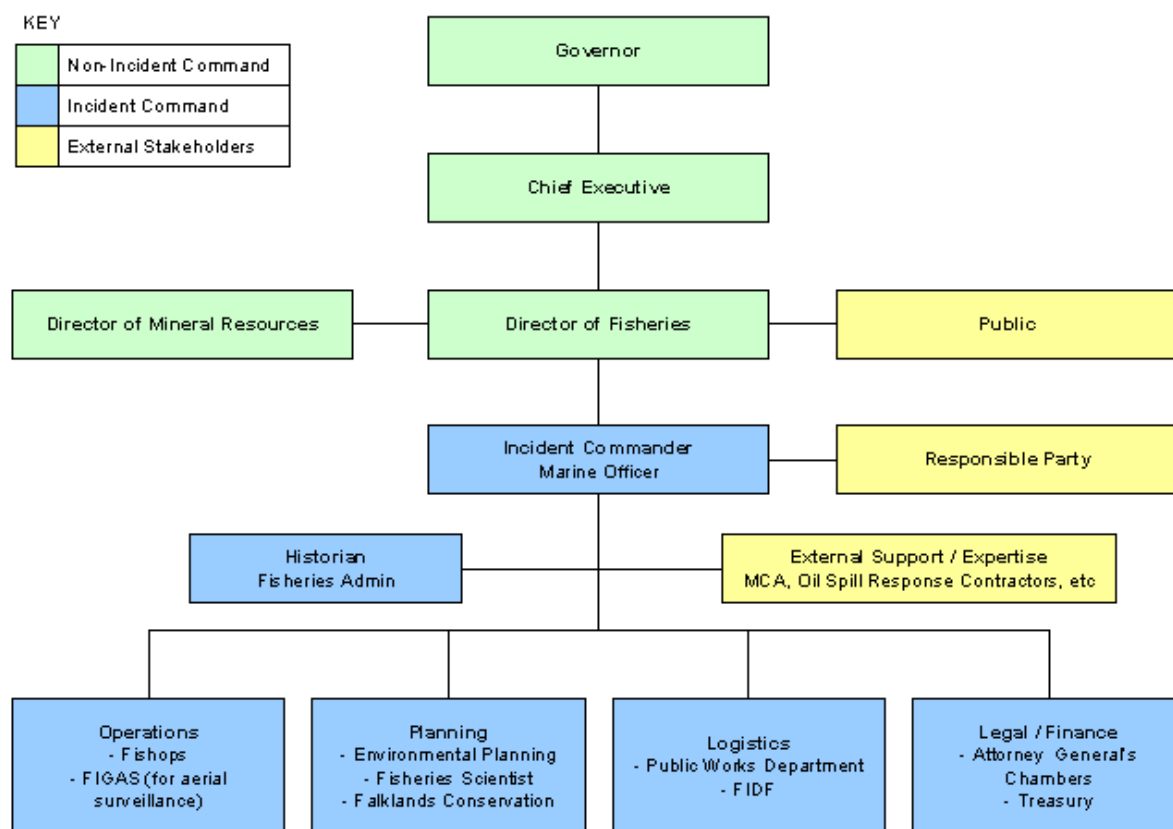 KEY
Non-Incident Command
Incident Command
External Stakeholders
Governor
Chief Executive
Director of Mineral Resources
Director of Fisheries
Public
Incident Commander
Marine Officer
Responsible Party
Historian
Fisheries Admin
External Support / Expertise
MCA, Oil Spill Response Contractors, etc
Operations
- Fishops
- FIGAS (for aerial
surveillance)
Planning
- Environmental Planning
- Fisheries Scientist
- Falklands Conservation
Logistics
- Public Works Department
- FIDF
Legal / Finance
- Attorney General's
Chambers
- Treasury